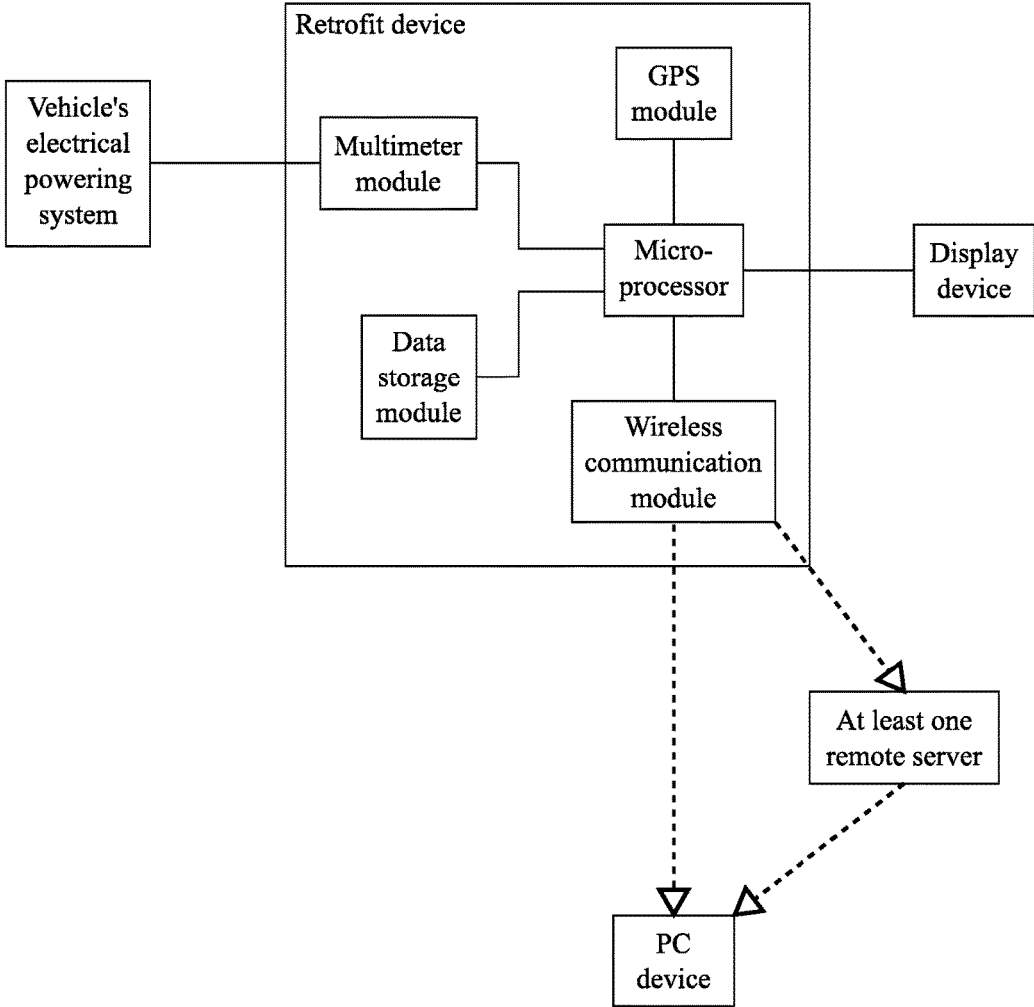 Retrofit device
GPS
module
Vehicle's
electrical
powering
system
Multimeter
module
Micro-
processor
Display
device
Data
storage
module
Wireless
communication
module
At least one
remote server
PC
device